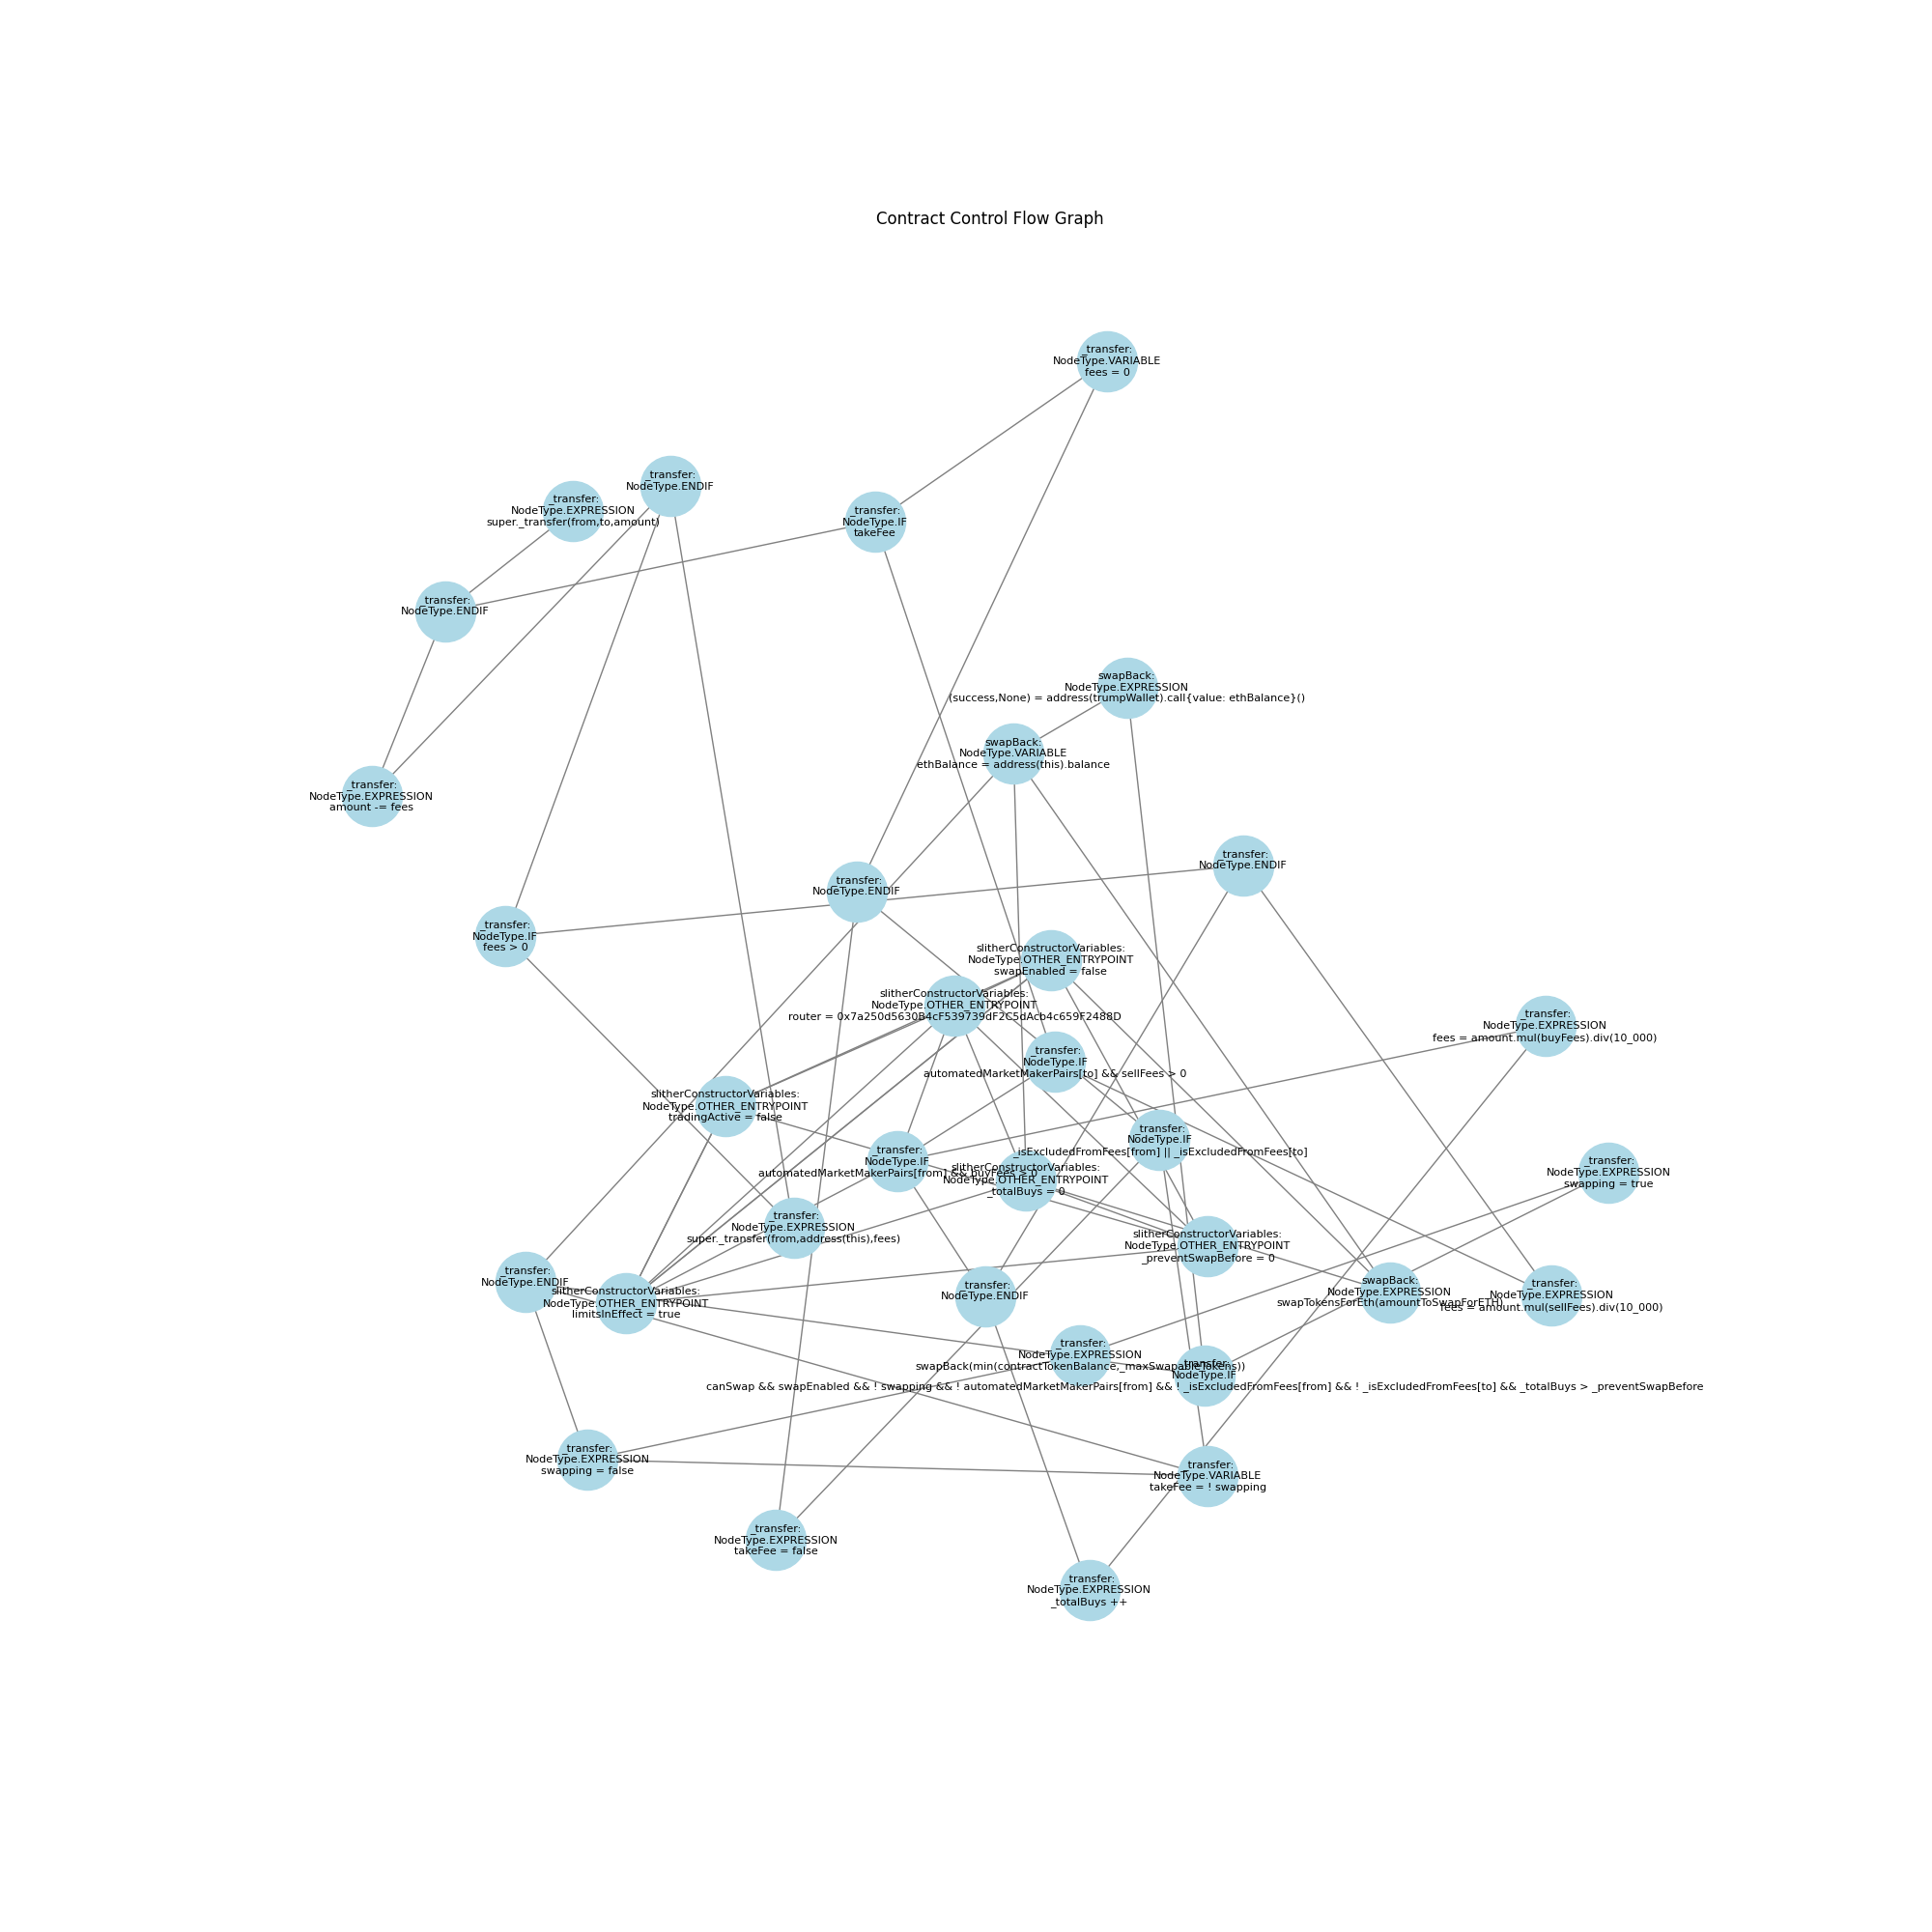 Contract Control Flow Graph
_transfer:
NodeType.VARIABLE
fees = 0
_transfer:
NodeType.ENDIF
_transfer:
NodeType.EXPRESSION
super._transfer(from,to,amount)
_transfer:
NodeType.IF
takeFee
_transfer:
NodeType.ENDIF
swapBack:
NodeType.EXPRESSION
(success,None) = address(trumpWallet).call{value: ethBalance}()
swapBack:
NodeType.VARIABLE
ethBalance = address(this).balance
_transfer:
NodeType.EXPRESSION
amount -= fees
_transfer:
NodeType.ENDIF
_transfer:
NodeType.ENDIF
_transfer:
NodeType.IF
fees > 0
slitherConstructorVariables:
NodeType.OTHER_ENTRYPOINT
swapEnabled = false
slitherConstructorVariables:
NodeType.OTHER_ENTRYPOINT
router = 0x7a250d5630B4cF539739dF2C5dAcb4c659F2488D
_transfer:
NodeType.EXPRESSION
fees = amount.mul(buyFees).div(10_000)
_transfer:
NodeType.IF
automatedMarketMakerPairs[to] && sellFees > 0
slitherConstructorVariables:
NodeType.OTHER_ENTRYPOINT
tradingActive = false
_transfer:
NodeType.IF
_isExcludedFromFees[from] || _isExcludedFromFees[to]
_transfer:
NodeType.IF
automatedMarketMakerPairs[from] && buyFees > 0
slitherConstructorVariables:
NodeType.OTHER_ENTRYPOINT
_totalBuys = 0
_transfer:
NodeType.EXPRESSION
swapping = true
_transfer:
NodeType.EXPRESSION
super._transfer(from,address(this),fees)
slitherConstructorVariables:
NodeType.OTHER_ENTRYPOINT
_preventSwapBefore = 0
_transfer:
NodeType.ENDIF
slitherConstructorVariables:
NodeType.OTHER_ENTRYPOINT
limitsInEffect = true
_transfer:
NodeType.ENDIF
swapBack:
NodeType.EXPRESSION
swapTokensForEth(amountToSwapForETH)
_transfer:
NodeType.EXPRESSION
fees = amount.mul(sellFees).div(10_000)
_transfer:
NodeType.EXPRESSION
swapBack(min(contractTokenBalance,_maxSwapableTokens))
_transfer:
NodeType.IF
canSwap && swapEnabled && ! swapping && ! automatedMarketMakerPairs[from] && ! _isExcludedFromFees[from] && ! _isExcludedFromFees[to] && _totalBuys > _preventSwapBefore
_transfer:
NodeType.EXPRESSION
swapping = false
_transfer:
NodeType.VARIABLE
takeFee = ! swapping
_transfer:
NodeType.EXPRESSION
takeFee = false
_transfer:
NodeType.EXPRESSION
_totalBuys ++